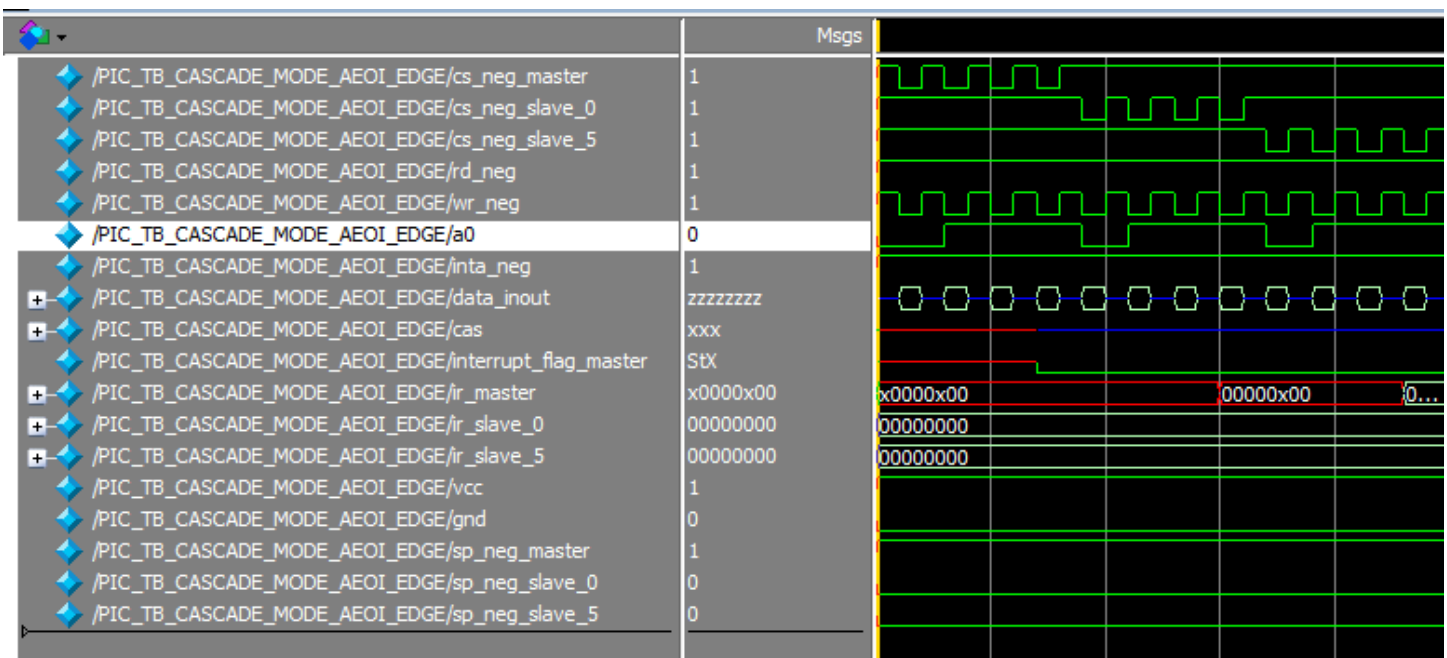 Msgs
/PIC_TB_CASCADE_MODE_AEOI_EDGE/cs_neg_master 1
/PIC_TB_CASCADE_MODE_AEOI_EDGE/cs_neg_slave_0 1
/PIC_TB_CASCADE_MODE_AEOI_EDGE/cs_neg_slave_5 1
/PIC_TB_CASCADE_MODE_AEOI_EDGE/rd_neg 1
/PIC_TB_CASCADE_MODE_AEOI_EDGE/wr_neg 1
/PIC_TB_CASCADE_MODE_AEOI_EDGE/a0 0
/PIC_TB_CASCADE_MODE_AEOI_EDGE/inta_neg 1
/PIC_TB_CASCADE_MODE_AEOI_EDGE/data_inout zzzzzzzz
/PIC_TB_CASCADE_MODE_AEOI_EDGE/cas xxx
/PIC_TB_CASCADE_MODE_AEOI_EDGE/interrupt_flag_master StX
/PIC_TB_CASCADE_MODE_AEOI_EDGE/ir_master x0000x00 x0000x00 00000x00 0...
/PIC_TB_CASCADE_MODE_AEOI_EDGE/ir_slave_0 00000000 00000000
/PIC_TB_CASCADE_MODE_AEOI_EDGE/ir_slave_5 00000000 00000000
/PIC_TB_CASCADE_MODE_AEOI_EDGE/vcc 1
/PIC_TB_CASCADE_MODE_AEOI_EDGE/gnd 0
/PIC_TB_CASCADE_MODE_AEOI_EDGE/sp_neg_master 1
/PIC_TB_CASCADE_MODE_AEOI_EDGE/sp_neg_slave_0 0
/PIC_TB_CASCADE_MODE_AEOI_EDGE/sp_neg_slave_5 0